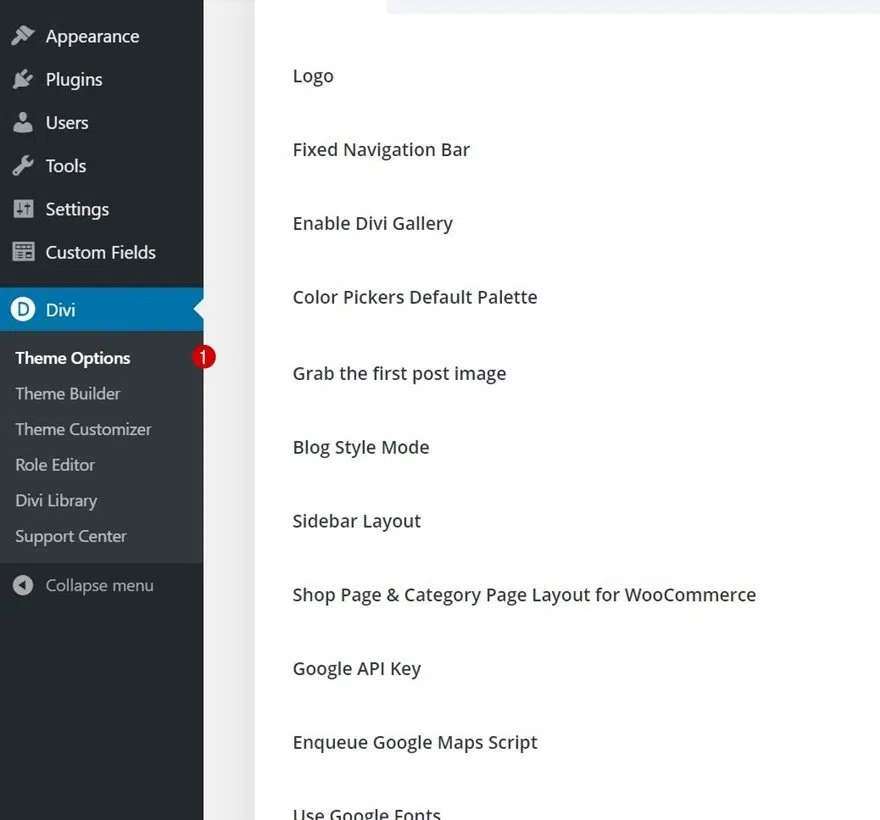 Appearance
Plugins
Users
Tools
Settings
Custom Fields
D Divi
Theme Options 1
Theme Builder
Theme Customizer
Role Editor
Divi Library
Support Center
Collapse menu
Logo
Fixed Navigation Bar
Enable Divi Gallery
Color Pickers Default Palette
Grab the first post image
Blog Style Mode
Sidebar Layout
Shop Page & Category Page Layout for WooCommerce
Google API Key
Enqueue Google Maps Script
Use Google Fonts